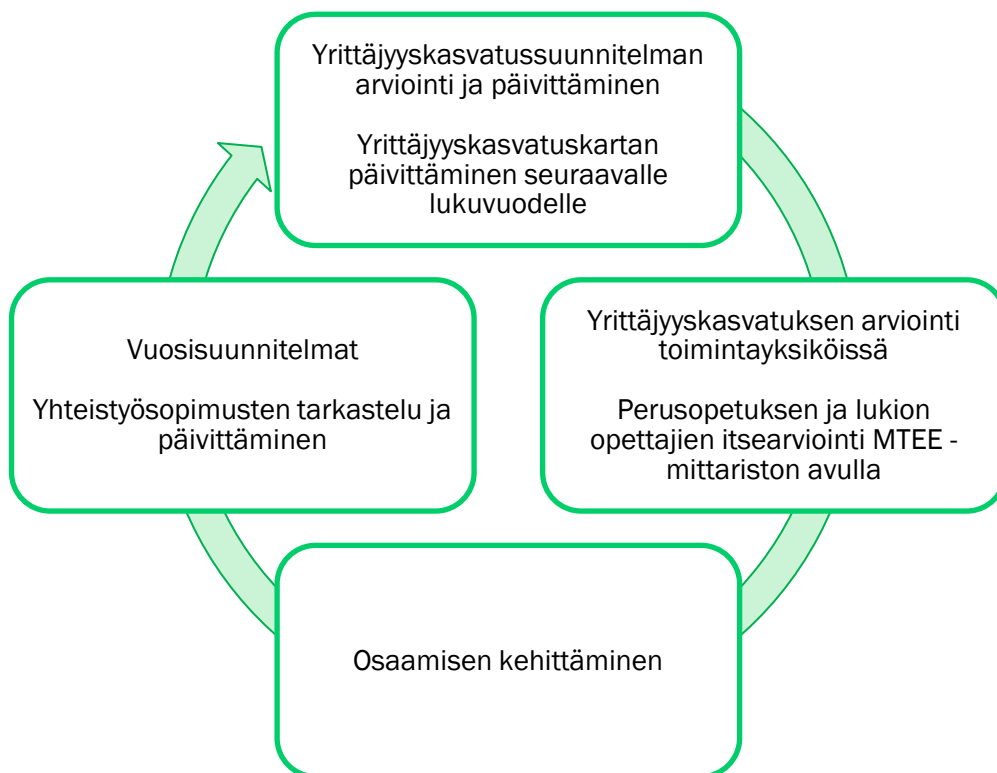 Yrittäjyyskasvatussuunnitelman
arviointi ja päivittäminen
Yrittäjyyskasvatuskartan
päivittäminen seuraavalle
lukuvuodelle
Yrittäjyyskasvatuksen arviointi
toimintayksiköissä
Perusopetuksen ja lukion
opettajien itsearviointi MTEE -
mittariston avulla
Osaamisen kehittäminen
Vuosisuunnitelmat
Yhteistyösopimusten tarkastelu ja
päivittäminen